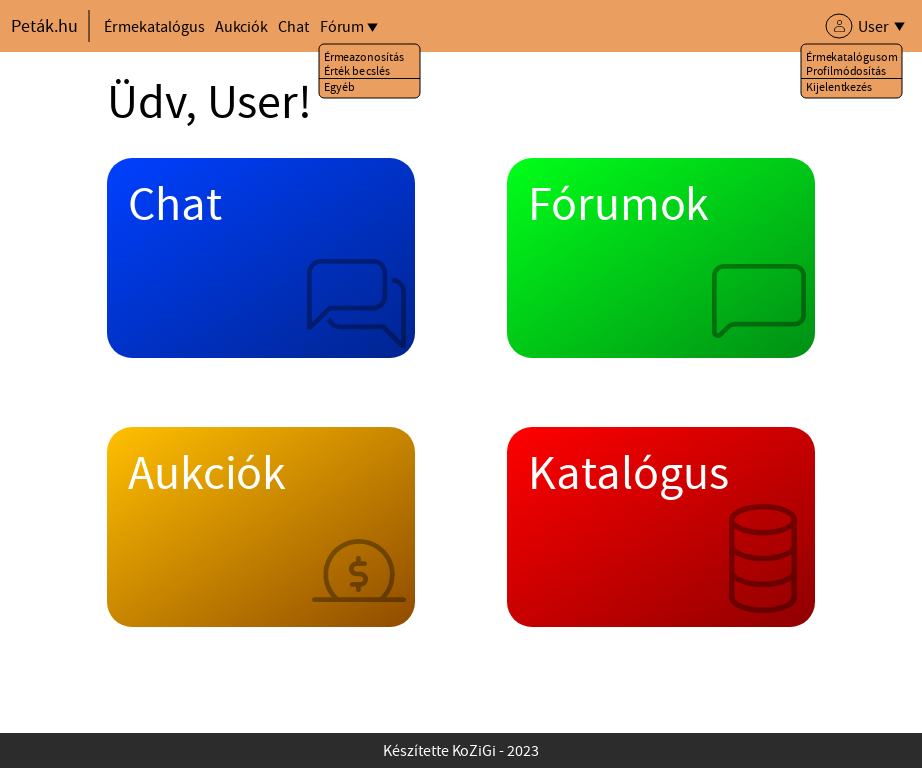 Peták.hu
Érmekatalógus Aukciók Chat Fórum
User
Érmeazonosítás
Érték becslés
Egyéb
Érmekatalógusom
Profilmódosítás
Kijelentkezés
Üdv, User!
Chat
Fórumok
Aukciók
Katalógus
Készítette KoZiGi - 2023